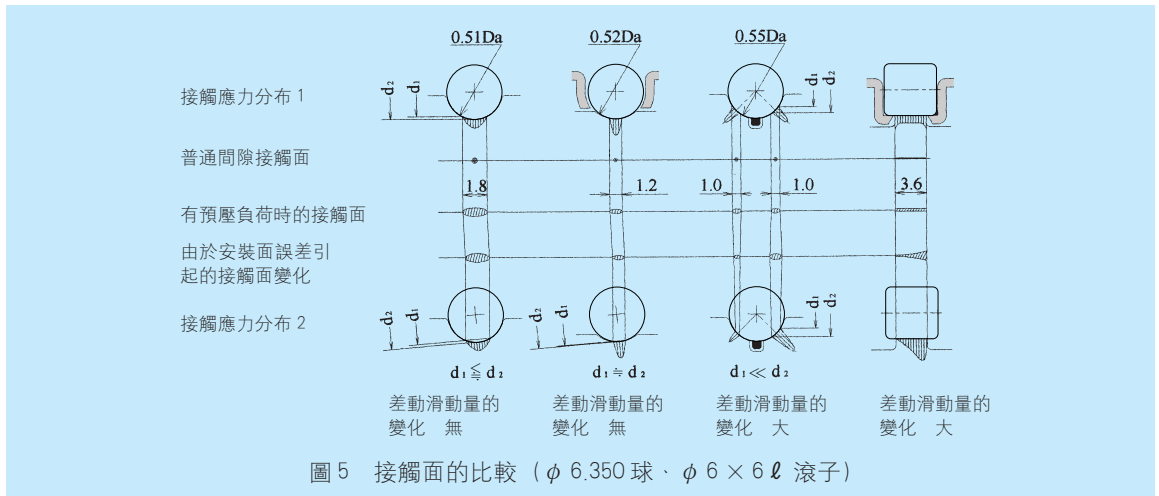 0.51Da 0.52Da 0.55Da
接觸應力分布 1
d₂ d₁ d₁ d₂
普通間隙接觸面
1.8 1.2 1.0 1.0 3.6
有預壓負荷時的接觸面
由於安裝面誤差引
起的接觸面變化
接觸應力分布 2
d₂ d₁ d₂ d₁ d₁ d₂
d₁ ≦ d₂ d₁ ≒ d₂ d₁ ≪ d₂
差動滑動量的 差動滑動量的 差動滑動量的 差動滑動量的
變化 無 變化 無 變化 大 變化 大
圖 5 接觸面的比較（φ 6.350 球、φ 6 × 6 ℓ 滾子）